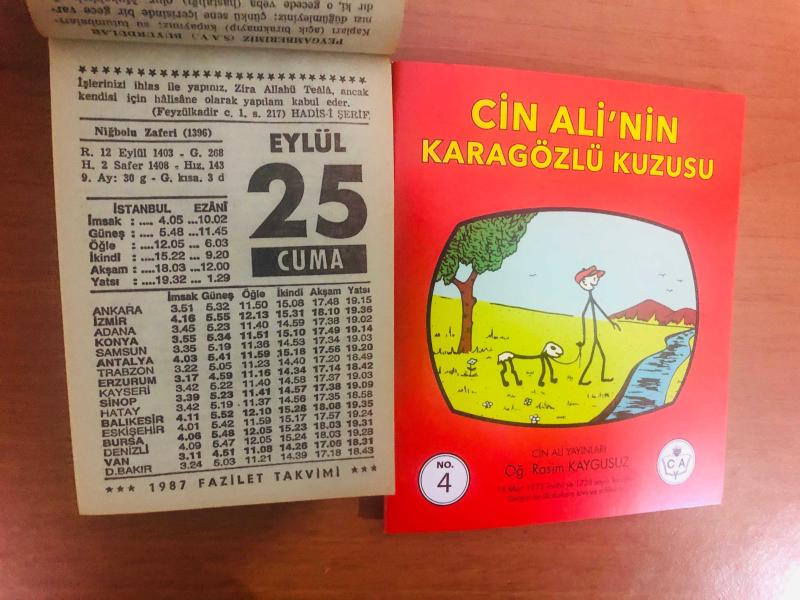 PEYGAMBERİMİZ (S.A.V.) BUYURDULAR
Kapları (açık bırakmayıp) kapayınız; su tulumbaları-
nızı düğümleyiniz; çünkü sene içerisinde bir gece var-
dır ki, o gecede veba (hastalığı) olur.
İşlerinizi ihlas ile yapınız, Zira Allahü Teâlâ, ancak
kendisi için hâlisâne olarak yapılanı kabul eder.
(Feyzülkadir c. 1, s. 217) HADİS-İ ŞERİF
Niğbolu Zaferi (1396)
R. 12 Eylül 1403 - G. 268
H. 2 Safer 1408 - Hız. 143
9. Ay: 30 g - G. kısa. 3 d
EYLÜL
25
CUMA
İSTANBUL EZANÎ
İmsak : .... 4.05 ...10.02
Güneş : .... 5.48 ...11.45
Öğle : ....12.05 ... 6.03
İkindi : ....15.22 ... 9.20
Akşam : ....18.03 ...12.00
Yatsı : ....19.32 ... 1.29
İmsak Güneş Öğle İkindi Akşam Yatsı
ANKARA 3.51 5.32 11.50 15.08 17.48 19.15
İZMİR 4.16 5.55 12.13 15.31 18.10 19.36
ADANA 3.45 5.23 11.40 14.59 17.38 19.02
KONYA 3.55 5.34 11.51 15.10 17.49 19.14
SAMSUN 3.35 5.19 11.36 14.53 17.34 19.03
ANTALYA 4.03 5.41 11.59 15.18 17.56 19.20
TRABZON 3.22 5.05 11.23 14.40 17.20 18.49
ERZURUM 3.17 4.59 11.16 14.34 17.14 18.42
KAYSERİ 3.42 5.22 11.40 14.58 17.37 19.03
SİNOP 3.39 5.23 11.41 14.57 17.38 19.09
HATAY 3.42 5.19 11.37 14.56 17.35 18.58
BALIKESİR 4.11 5.52 12.10 15.28 18.08 19.35
ESKİŞEHİR 4.01 5.42 11.59 15.17 17.57 19.24
BURSA 4.06 5.48 12.05 15.23 18.03 19.31
DENİZLİ 4.09 5.47 12.05 15.24 18.03 19.28
VAN 3.11 4.51 11.08 14.26 17.06 18.31
D.BAKIR 3.24 5.03 11.21 14.39 17.18 18.43
*** 1987 FAZİLET TAKVİMİ ***
CİN ALİ'NİN
KARAGÖZLÜ KUZUSU
CİN ALİ YAYINLARI
Öğ. Rasim KAYGUSUZ
NO.
4
C A
Y